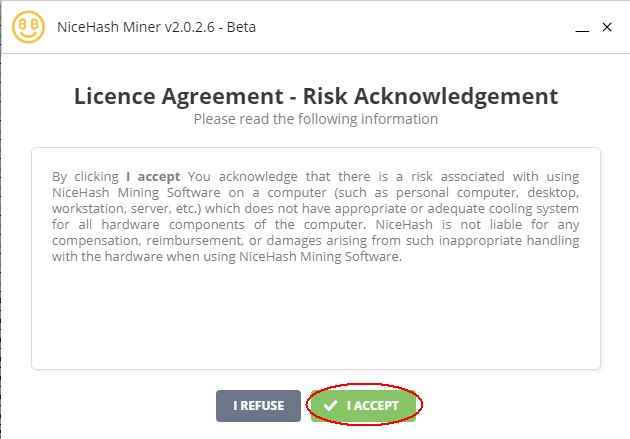 NiceHash Miner v2.0.2.6 - Beta
Licence Agreement - Risk Acknowledgement
Please read the following information
By clicking I accept You acknowledge that there is a risk associated with using
NiceHash Mining Software on a computer (such as personal computer, desktop,
workstation, server, etc.) which does not have appropriate or adequate cooling system
for all hardware components of the computer. NiceHash is not liable for any
compensation, reimbursement, or damages arising from such inappropriate handling
with the hardware when using NiceHash Mining Software.
I REFUSE
I ACCEPT